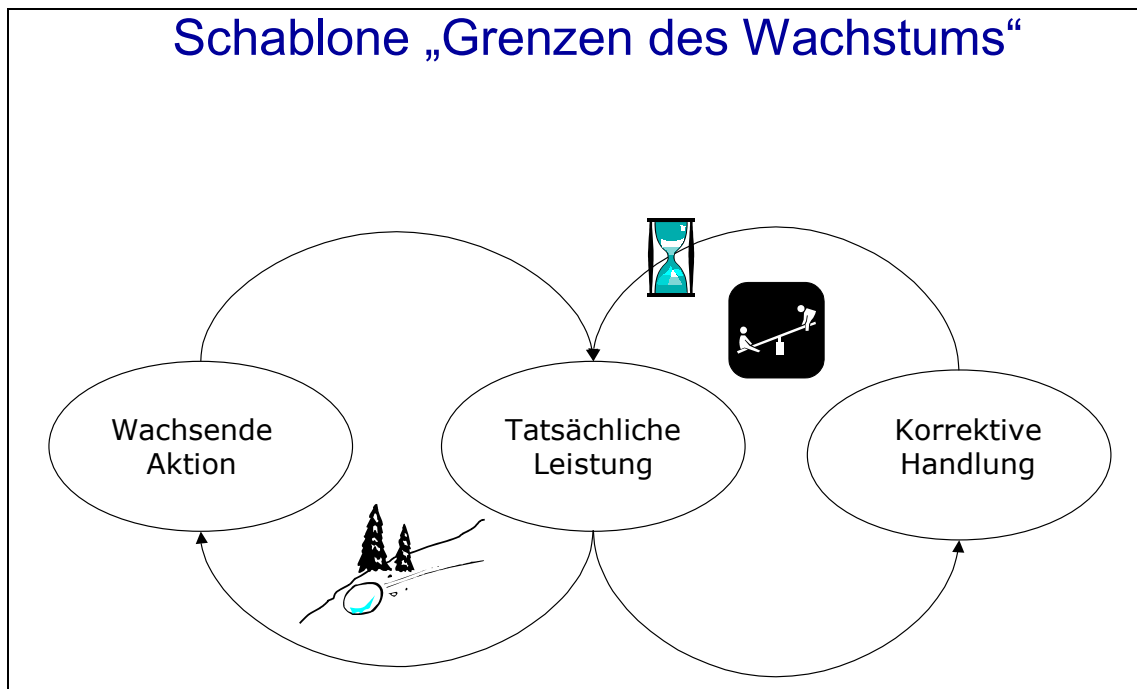 Schablone „Grenzen des Wachstums“
Wachsende
Aktion
Tatsächliche
Leistung
Korrektive
Handlung